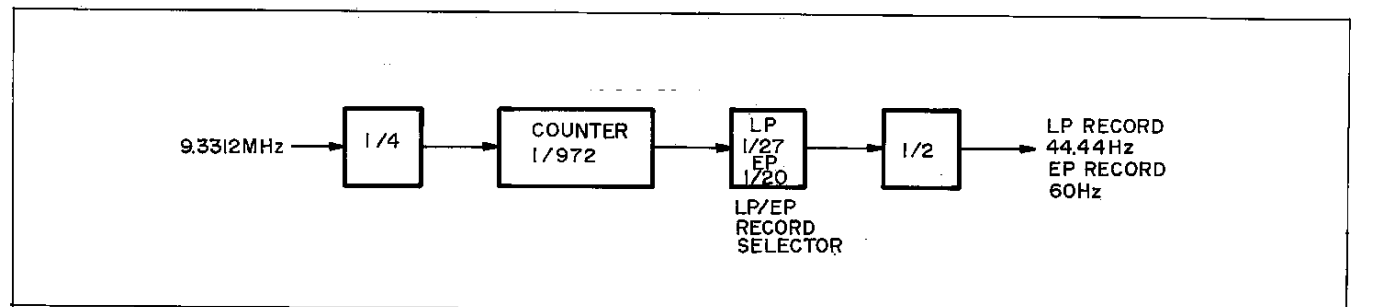 9.3312MHz
1/4
COUNTER
1/972
LP
1/27
EP
1/20
LP/EP
RECORD
SELECTOR
1/2
LP RECORD
44.44Hz
EP RECORD
60Hz